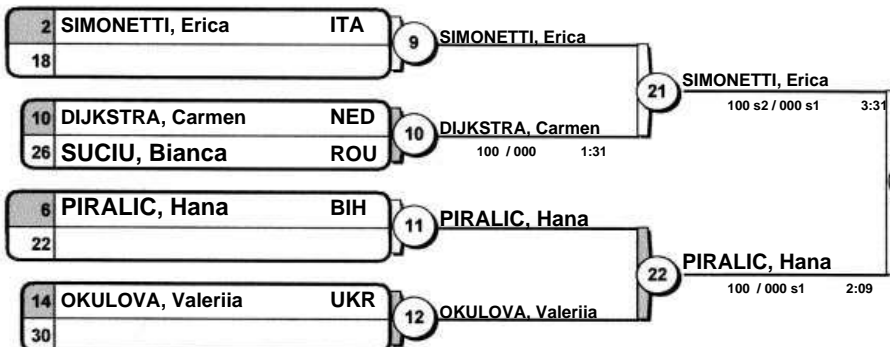 2 SIMONETTI, Erica ITA
18
9
SIMONETTI, Erica
10 DIJKSTRA, Carmen NED
26 SUCIU, Bianca ROU
10
DIJKSTRA, Carmen
100 / 000 1:31
21
SIMONETTI, Erica
100 s2 / 000 s1 3:31
6 PIRALIC, Hana BIH
22
11
PIRALIC, Hana
14 OKULOVA, Valeriia UKR
30
12
OKULOVA, Valeriia
22
PIRALIC, Hana
100 / 000 s1 2:09